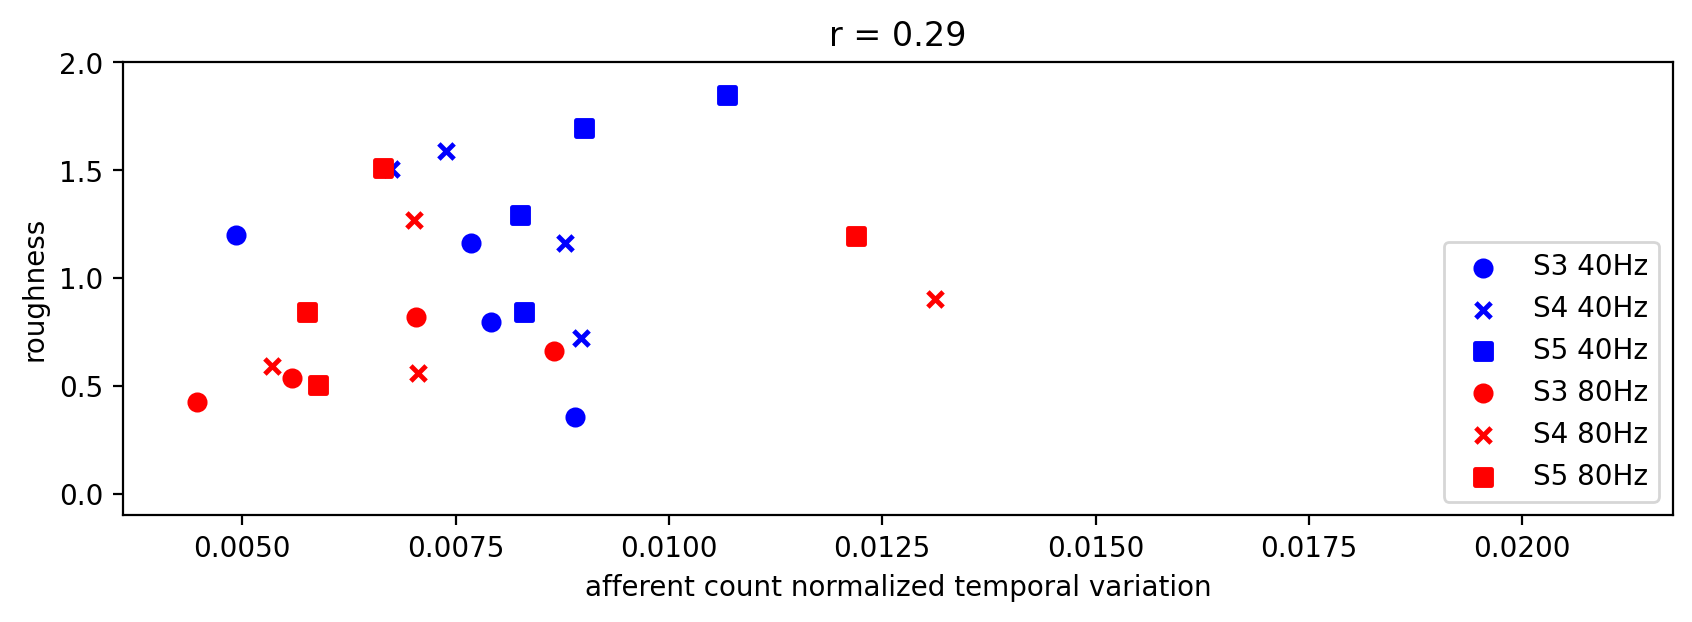 r = 0.29
2.0
1.5
1.0
0.5
0.0
roughness
S3 40Hz
S4 40Hz
S5 40Hz
S3 80Hz
S4 80Hz
S5 80Hz
0.0050 0.0075 0.0100 0.0125 0.0150 0.0175 0.0200
afferent count normalized temporal variation